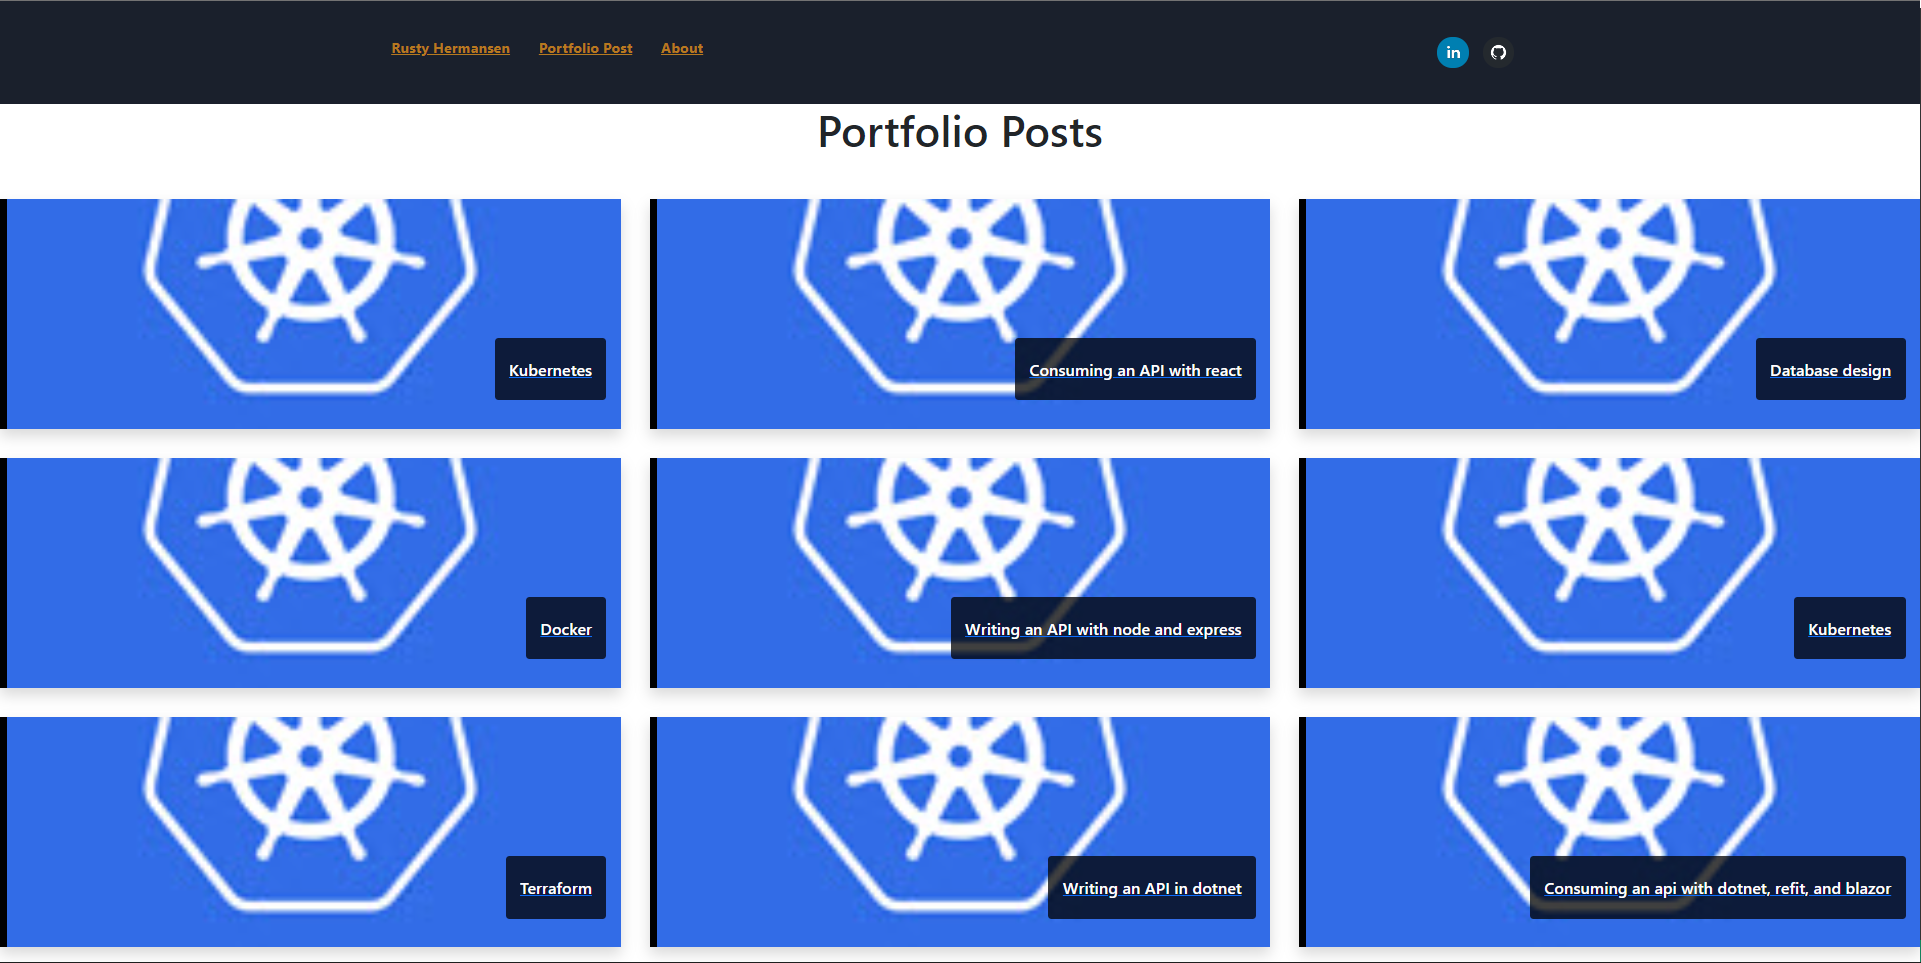 Rusty Hermansen Portfolio Post About in
Portfolio Posts
Kubernetes
Consuming an API with react
Database design
Docker
Writing an API with node and express
Kubernetes
Terraform
Writing an API in dotnet
Consuming an api with dotnet, refit, and blazor